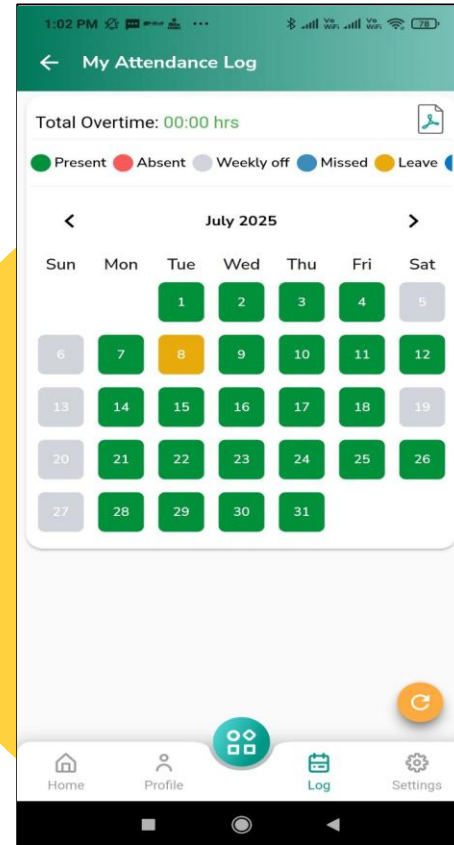 1:02 PM ... 78
My Attendance Log
Total Overtime: 00:00 hrs
Present Absent Weekly off Missed Leave
July 2025
Sun Mon Tue Wed Thu Fri Sat
1 2 3 4 5
6 7 8 9 10 11 12
13 14 15 16 17 18 19
20 21 22 23 24 25 26
27 28 29 30 31
Home Profile Log Settings